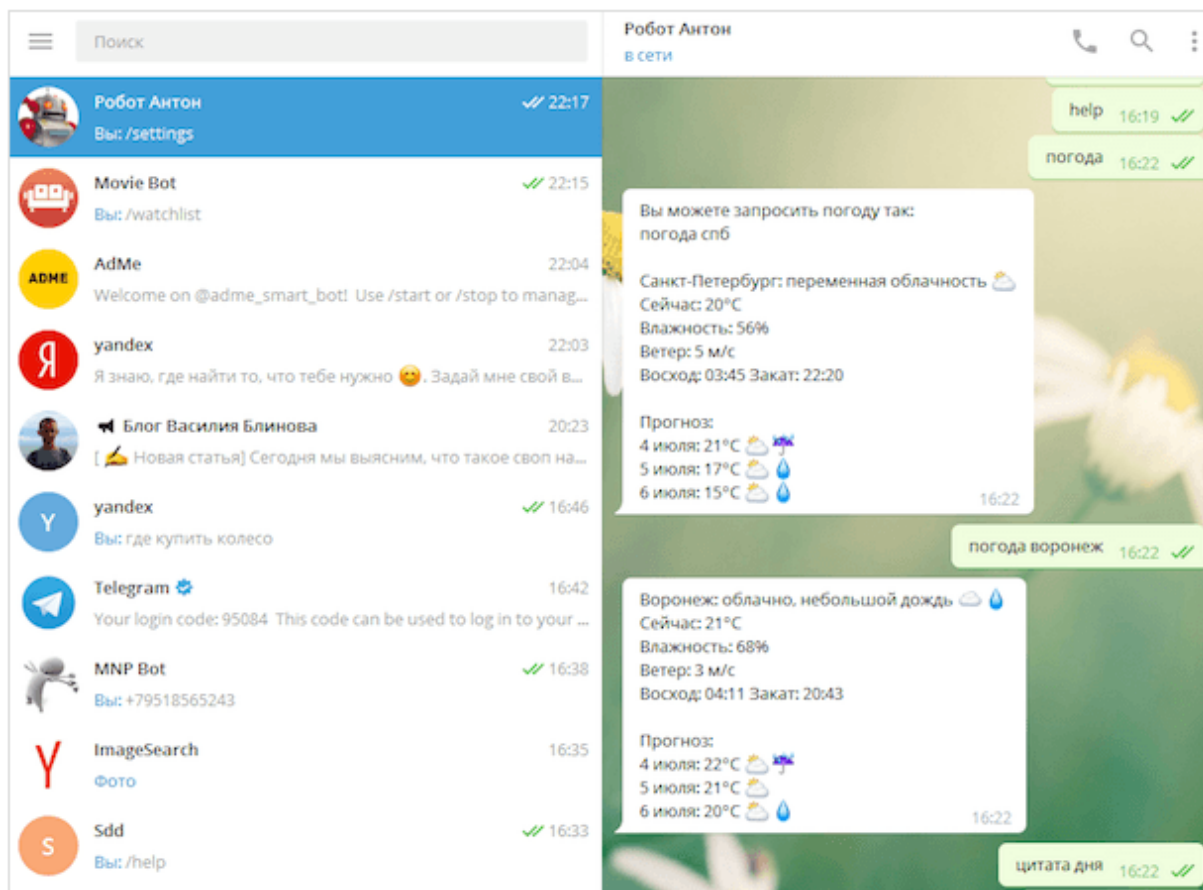 Поиск
Робот Антон 22:17
Вы: /settings
Movie Bot 22:15
Вы: /watchlist
ADME
AdMe 22:04
Welcome on @adme_smart_bot! Use /start or /stop to manag...
Я
yandex 22:03
Я знаю, где найти то, что тебе нужно 😊. Задай мне свой в...
Блог Василия Блинова 20:23
[ ✍ Новая статья] Сегодня мы выясним, что такое своп на...
Y
yandex 16:46
Вы: где купить колесо
Telegram 16:42
Your login code: 95084 This code can be used to log in to your ...
MNP Bot 16:38
Вы: +79518565243
Y
ImageSearch 16:35
Фото
S
Sdd 16:33
Вы: /help
Робот Антон
в сети
help 16:19
погода 16:22
Вы можете запросить погоду так:
погода спб
Санкт-Петербург: переменная облачность ⛅
Сейчас: 20°C
Влажность: 56%
Ветер: 5 м/с
Восход: 03:45 Закат: 22:20
Прогноз:
4 июля: 21°C ⛅☔
5 июля: 17°C ⛅💧
6 июля: 15°C ⛅💧
16:22
погода воронеж 16:22
Воронеж: облачно, небольшой дождь ☁💧
Сейчас: 21°C
Влажность: 68%
Ветер: 3 м/с
Восход: 04:11 Закат: 20:43
Прогноз:
4 июля: 22°C ⛅☔
5 июля: 21°C ⛅
6 июля: 20°C ⛅💧
16:22
цитата дня 16:22